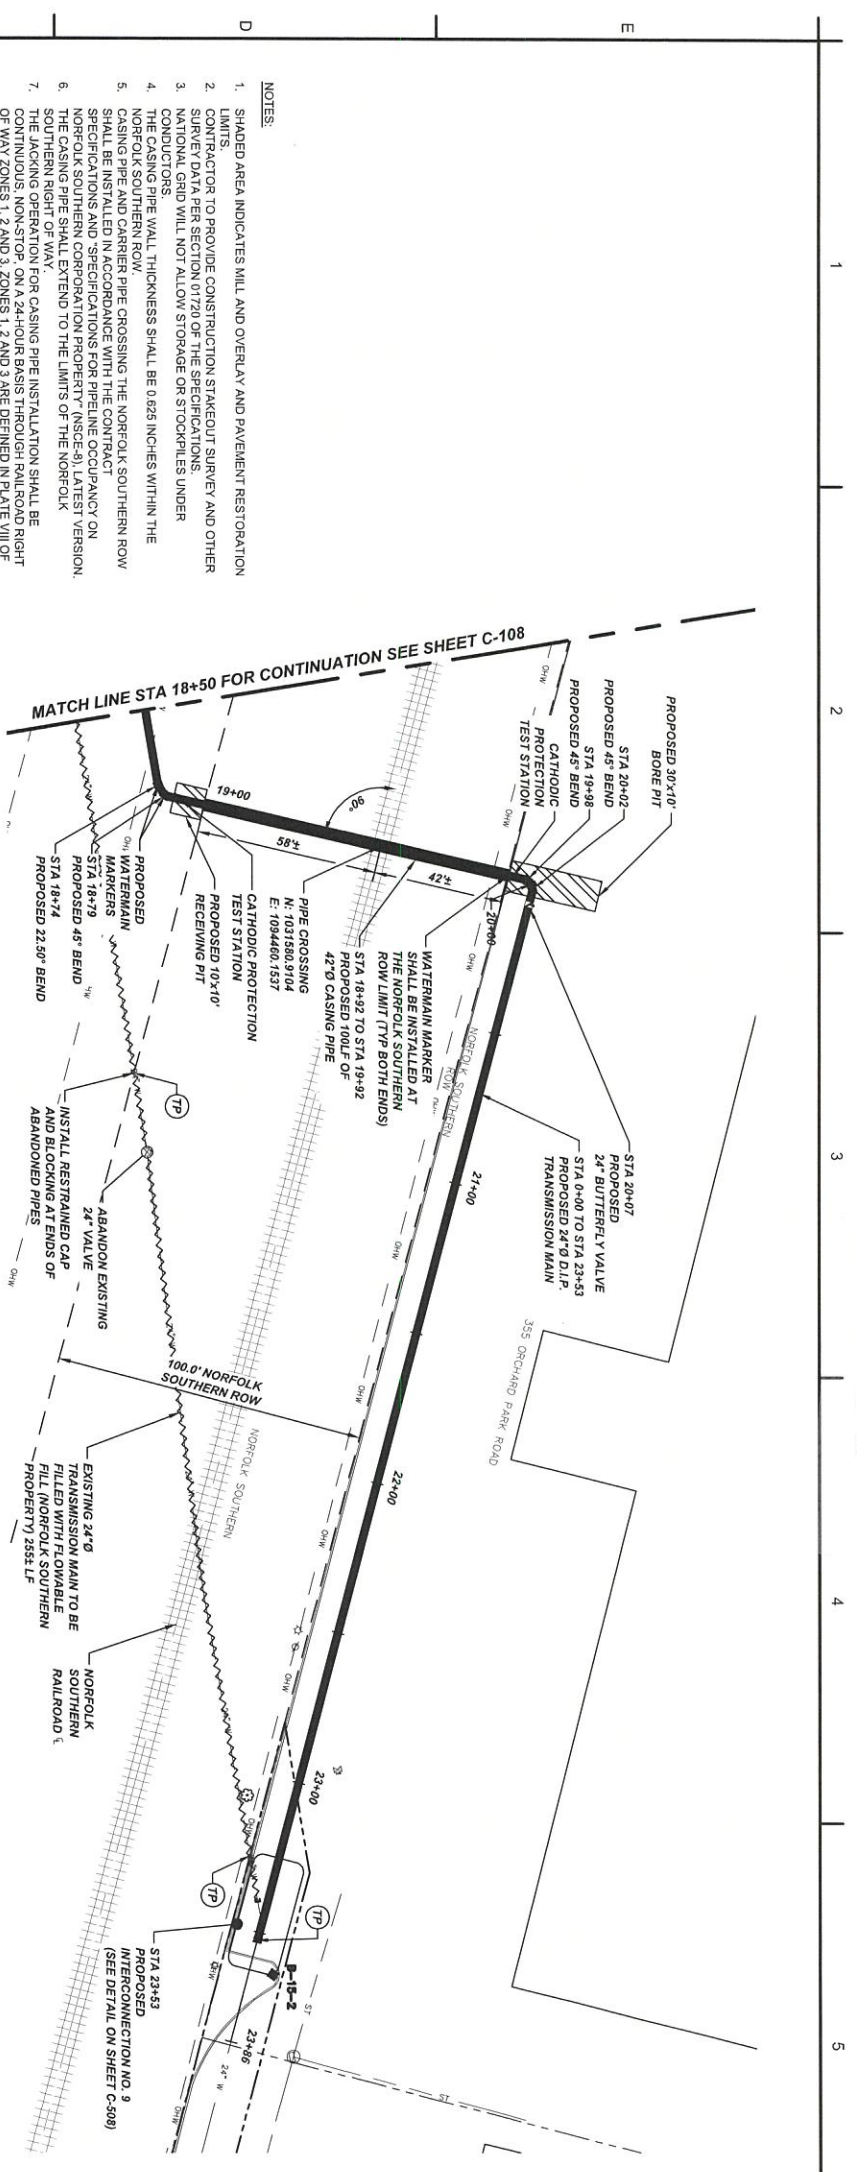 1
2
3
4
5
D
E
NOTES:
1. SHADED AREA INDICATES MILL AND OVERLAY AND PAVEMENT RESTORATION
LIMITS.
2. CONTRACTOR TO PROVIDE CONSTRUCTION STAKEOUT SURVEY AND OTHER
SURVEY DATA PER SECTION 01720 OF THE SPECIFICATIONS.
3. NATIONAL GRID WILL NOT ALLOW STORAGE OR STOCKPILES UNDER
CONDUCTORS.
4. THE CASING PIPE WALL THICKNESS SHALL BE 0.625 INCHES WITHIN THE
NORFOLK SOUTHERN ROW.
5. CASING PIPE AND CARRIER PIPE CROSSING THE NORFOLK SOUTHERN ROW
SHALL BE INSTALLED IN ACCORDANCE WITH THE CONTRACT
SPECIFICATIONS AND "SPECIFICATIONS FOR PIPELINE OCCUPANCY ON
NORFOLK SOUTHERN CORPORATION PROPERTY" (NSCE-8), LATEST VERSION.
6. THE CASING PIPE SHALL EXTEND TO THE LIMITS OF THE NORFOLK
SOUTHERN RIGHT OF WAY.
7. THE JACKING OPERATION FOR CASING PIPE INSTALLATION SHALL BE
CONTINUOUS, NON-STOP, ON A 24-HOUR BASIS THROUGH RAILROAD RIGHT
OF WAY ZONES 1, 2 AND 3. ZONES 1, 2 AND 3 ARE DEFINED IN PLATE VIII OF
MATCH LINE STA 18+50 FOR CONTINUATION SEE SHEET C-108
PROPOSED 30'x10'
BORE PIT
STA 20+02
PROPOSED 45° BEND
STA 19+98
PROPOSED 45° BEND
CATHODIC
PROTECTION
TEST STATION
OHW
OHW
19+00
90°
58'±
42'±
20+00
OHW
PROPOSED
WATERMAIN
MARKERS
STA 18+79
PROPOSED 45° BEND
STA 18+74
PROPOSED 22.50° BEND
PROPOSED 10'x10'
RECEIVING PIT
CATHODIC PROTECTION
TEST STATION
PIPE CROSSING
N: 1031580.9104
E: 1094460.1537
STA 18+92 TO STA 19+92
PROPOSED 100LF OF
42"Ø CASING PIPE
WATERMAIN MARKER
SHALL BE INSTALLED AT
THE NORFOLK SOUTHERN
ROW LIMIT (TYP BOTH ENDS)
NORFOLK SOUTHERN
ROW
STA 20+07
PROPOSED
24" BUTTERFLY VALVE
STA 0+00 TO STA 23+53
PROPOSED 24"Ø D.I.P.
TRANSMISSION MAIN
21+00
OHW
355 ORCHARD PARK ROAD
TP
INSTALL RESTRAINED CAP
AND BLOCKING AT ENDS OF
ABANDONED PIPES
ABANDON EXISTING
24" VALVE
OHW
100.0' NORFOLK
SOUTHERN ROW
OHW
22+00
NORFOLK SOUTHERN
EXISTING 24"Ø
TRANSMISSION MAIN TO BE
FILLED WITH FLOWABLE
FILL (NORFOLK SOUTHERN
PROPERTY) 255± LF
OHW
NORFOLK
SOUTHERN
RAILROAD ℄
OHW
23+00
OHW
TP
TP
B-15-2
STA 23+53
PROPOSED
INTERCONNECTION NO. 9
(SEE DETAIL ON SHEET C-508)
OHW
23+86
24" W
ST
ST
OHW